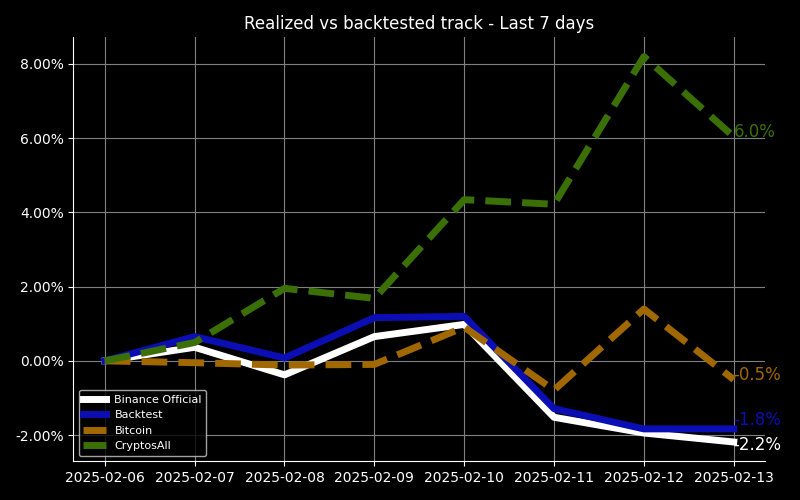 Realized vs backtested track - Last 7 days
8.00%
6.00%
4.00%
2.00%
0.00%
-2.00%
6.0%
-0.5%
-1.8%
-2.2%
Binance Official
Backtest
Bitcoin
CryptosAll
2025-02-06 2025-02-07 2025-02-08 2025-02-09 2025-02-10 2025-02-11 2025-02-12 2025-02-13